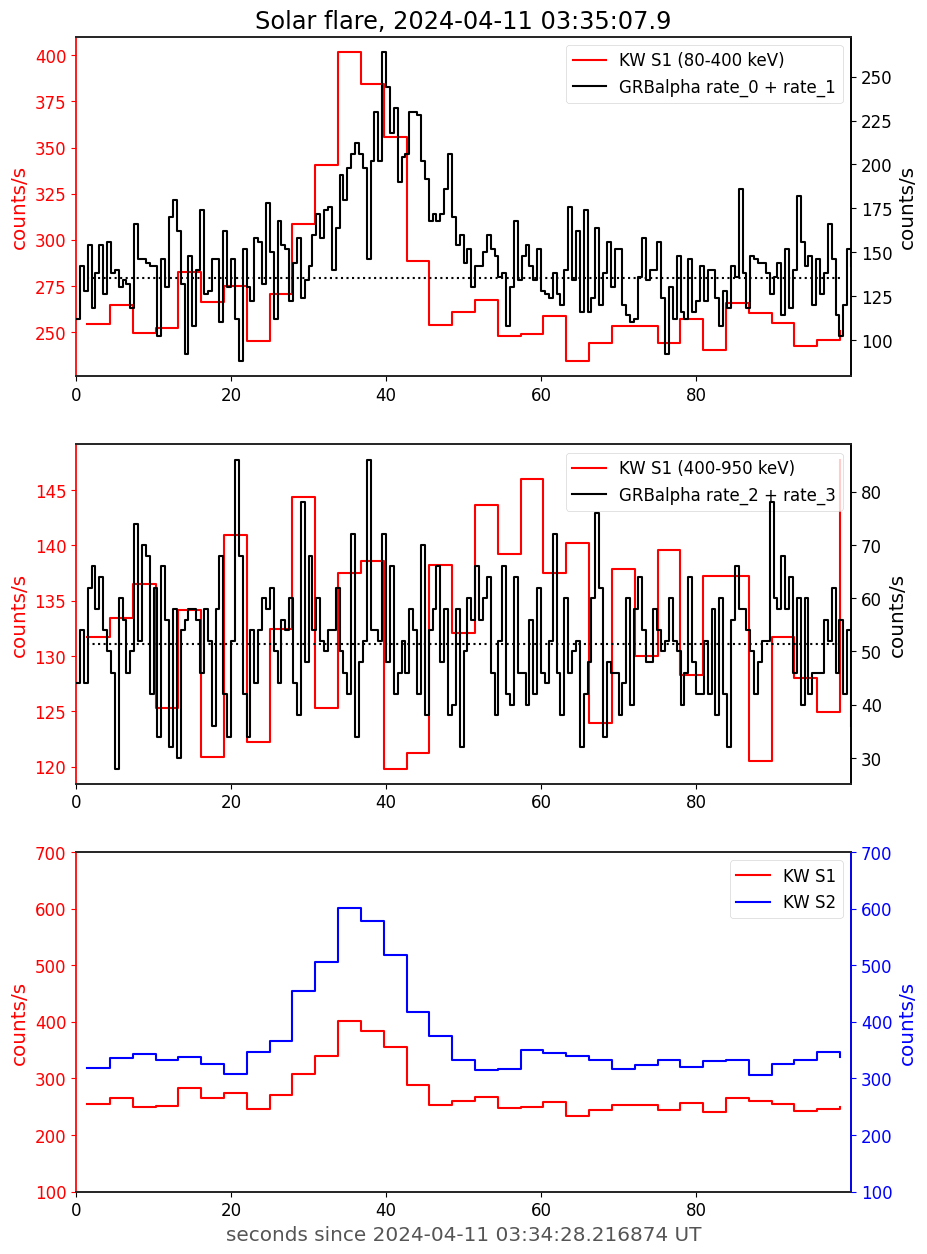 Solar flare, 2024-04-11 03:35:07.9
KW S1 (80-400 keV)
GRBalpha rate_0 + rate_1
counts/s
400
375
350
325
300
275
250
250
225
200
175
150
125
100
counts/s
0 20 40 60 80
KW S1 (400-950 keV)
GRBalpha rate_2 + rate_3
counts/s
145
140
135
130
125
120
80
70
60
50
40
30
counts/s
0 20 40 60 80
KW S1
KW S2
counts/s
700
600
500
400
300
200
100
700
600
500
400
300
200
100
counts/s
0 20 40 60 80
seconds since 2024-04-11 03:34:28.216874 UT